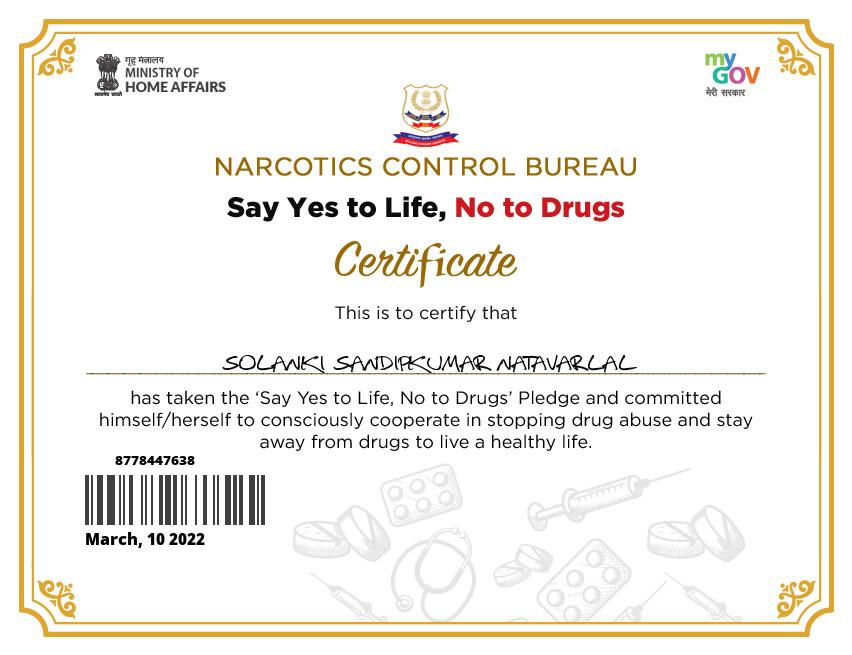 गृह मंत्रालय
MINISTRY OF
HOME AFFAIRS
my
GOV
मेरी सरकार
NARCOTICS CONTROL BUREAU
Say Yes to Life, No to Drugs
Certificate
This is to certify that
SOLANKI SANDIPKUMAR NATAVARLAL
has taken the ‘Say Yes to Life, No to Drugs’ Pledge and committed
himself/herself to consciously cooperate in stopping drug abuse and stay
away from drugs to live a healthy life.
8778447638
March, 10 2022